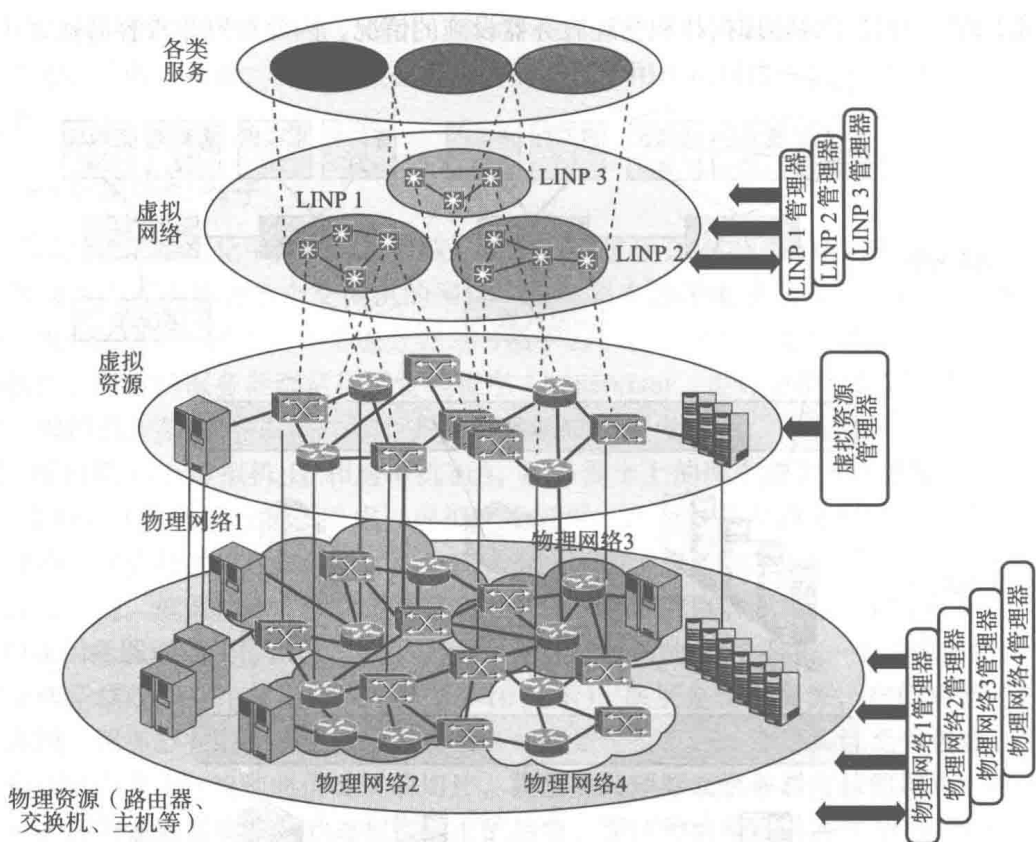 各类
服务
LINP 3
LINP 1
虚拟
网络
LINP 2
LINP 1 管理器
LINP 2 管理器
LINP 3 管理器
虚拟
资源
虚拟资源
管理器
物理网络1
物理网络3
物理网络2
物理网络4
物理网络1管理器
物理网络2管理器
物理网络3管理器
物理网络4管理器
物理资源（路由器、
交换机、主机等）